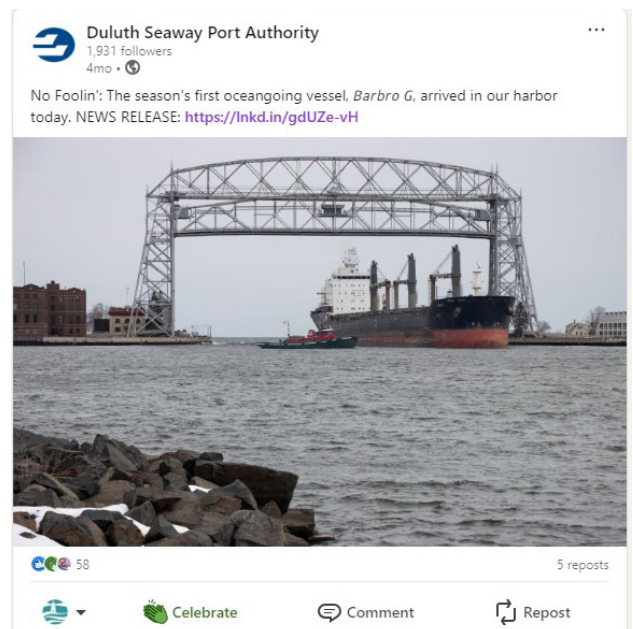 Duluth Seaway Port Authority
1,931 followers
4mo •
No Foolin': The season's first oceangoing vessel, Barbro G, arrived in our harbor
today. NEWS RELEASE: https://lnkd.in/gdUZe-vH
58
5 reposts
Celebrate
Comment
Repost